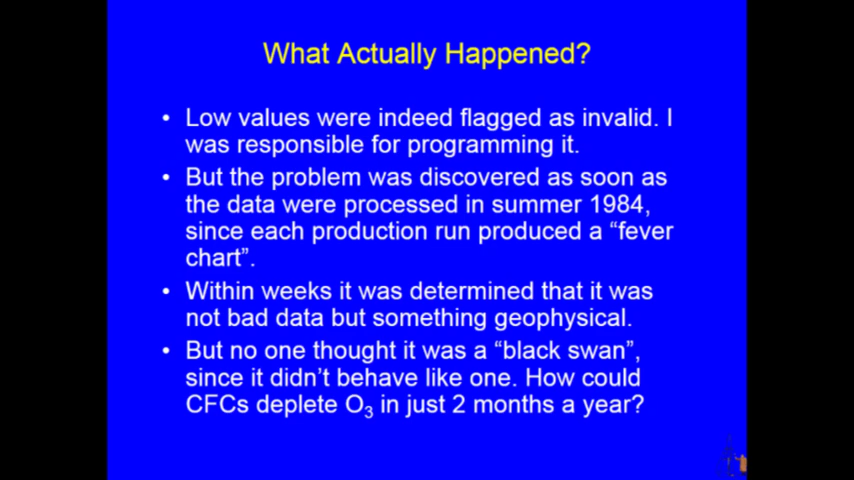 What Actually Happened?
• Low values were indeed flagged as invalid. I
was responsible for programming it.
• But the problem was discovered as soon as
the data were processed in summer 1984,
since each production run produced a “fever
chart”.
• Within weeks it was determined that it was
not bad data but something geophysical.
• But no one thought it was a “black swan”,
since it didn’t behave like one. How could
CFCs deplete O₃ in just 2 months a year?